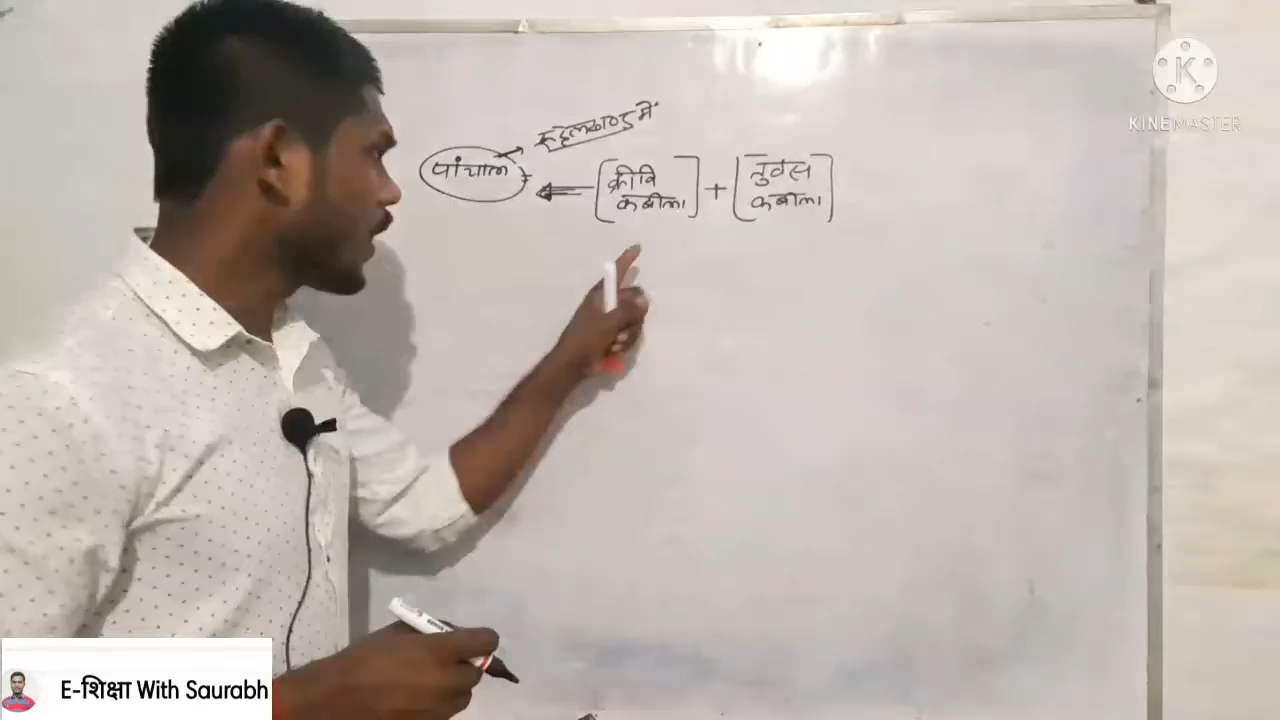 रूहेलखण्ड में
पांचाल
[क्रीवि कबीला] + [तुर्वस कबीला]
KINEMASTER
E-शिक्षा With Saurabh